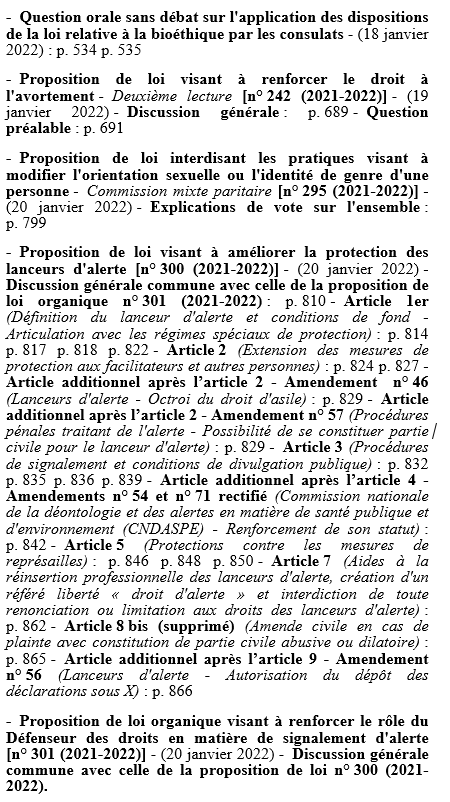 - Question orale sans débat sur l'application des dispositions
de la loi relative à la bioéthique par les consulats - (18 janvier
2022) : p. 534 p. 535
- Proposition de loi visant à renforcer le droit à
l'avortement - Deuxième lecture [n° 242 (2021-2022)] - (19
janvier 2022) - Discussion générale : p. 689 - Question
préalable : p. 691
- Proposition de loi interdisant les pratiques visant à
modifier l'orientation sexuelle ou l'identité de genre d'une
personne - Commission mixte paritaire [n° 295 (2021-2022)] -
(20 janvier 2022) - Explications de vote sur l'ensemble :
p. 799
- Proposition de loi visant à améliorer la protection des
lanceurs d'alerte [n° 300 (2021-2022)] - (20 janvier 2022) -
Discussion générale commune avec celle de la proposition de
loi organique n° 301 (2021-2022) : p. 810 - Article 1er
(Définition du lanceur d'alerte et conditions de fond -
Articulation avec les régimes spéciaux de protection) : p. 814
p. 817 p. 818 p. 822 - Article 2 (Extension des mesures de
protection aux facilitateurs et autres personnes) : p. 824 p. 827 -
Article additionnel après l'article 2 - Amendement n° 46
(Lanceurs d'alerte - Octroi du droit d'asile) : p. 829 - Article
additionnel après l'article 2 - Amendement n° 57 (Procédures
pénales traitant de l'alerte - Possibilité de se constituer partie
civile pour le lanceur d'alerte) : p. 829 - Article 3 (Procédures
de signalement et conditions de divulgation publique) : p. 832
p. 835 p. 836 p. 839 - Article additionnel après l'article 4 -
Amendements n° 54 et n° 71 rectifié (Commission nationale
de la déontologie et des alertes en matière de santé publique et
d'environnement (CNDASPE) - Renforcement de son statut) :
p. 842 - Article 5 (Protections contre les mesures de
représailles) : p. 846 p. 848 p. 850 - Article 7 (Aides à la
réinsertion professionnelle des lanceurs d'alerte, création d'un
référé liberté « droit d'alerte » et interdiction de toute
renonciation ou limitation aux droits des lanceurs d'alerte) :
p. 862 - Article 8 bis (supprimé) (Amende civile en cas de
plainte avec constitution de partie civile abusive ou dilatoire) :
p. 865 - Article additionnel après l'article 9 - Amendement
n° 56 (Lanceurs d'alerte - Autorisation du dépôt des
déclarations sous X) : p. 866
- Proposition de loi organique visant à renforcer le rôle du
Défenseur des droits en matière de signalement d'alerte
[n° 301 (2021-2022)] - (20 janvier 2022) - Discussion générale
commune avec celle de la proposition de loi n° 300 (2021-
2022).